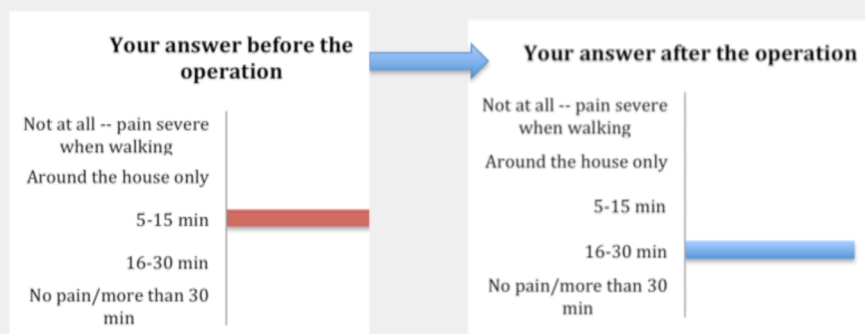 Your answer before the
operation
Not at all -- pain severe
when walking
Around the house only
5-15 min
16-30 min
No pain/more than 30
min
Your answer after the operation
Not at all -- pain severe
when walking
Around the house only
5-15 min
16-30 min
No pain/more than 30
min